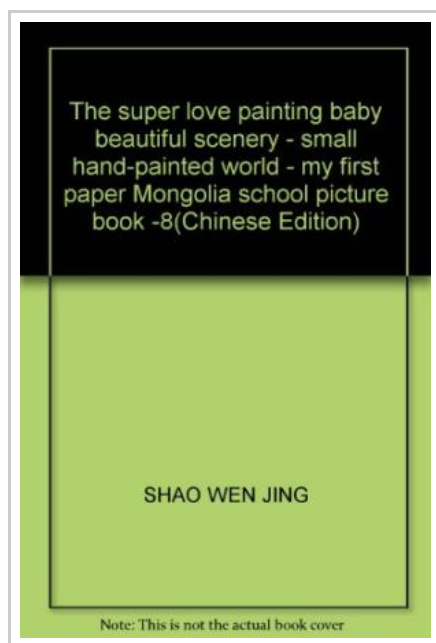 The super love painting baby
beautiful scenery - small
hand-painted world - my first
paper Mongolia school picture
book -8(Chinese Edition)
SHAO WEN JING
Note: This is not the actual book cover